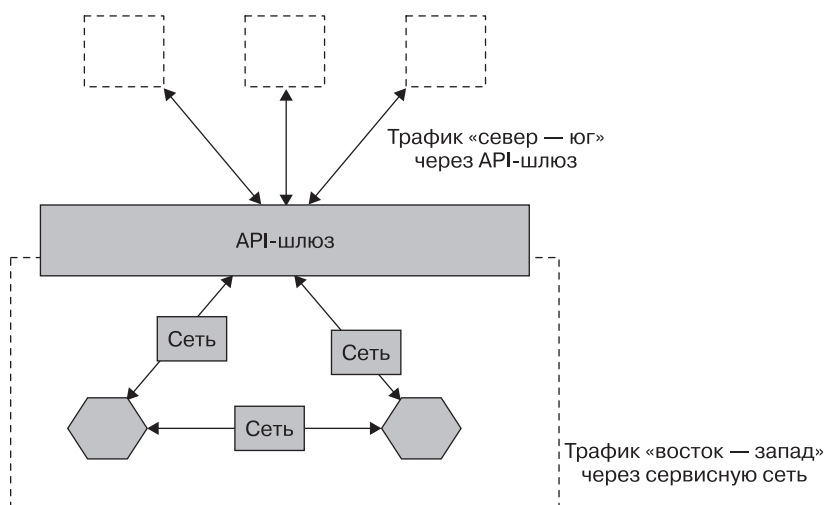 Трафик «север — юг»
через API-шлюз
API-шлюз
Сеть
Сеть
Сеть
Трафик «восток — запад»
через сервисную сеть